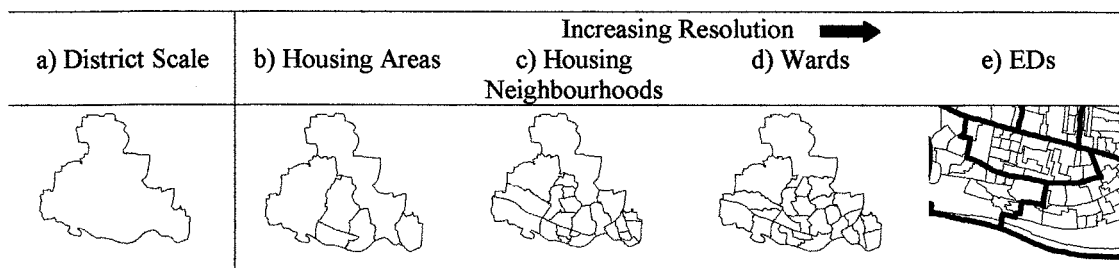 Increasing Resolution
a) District Scale b) Housing Areas c) Housing d) Wards e) EDs
Neighbourhoods